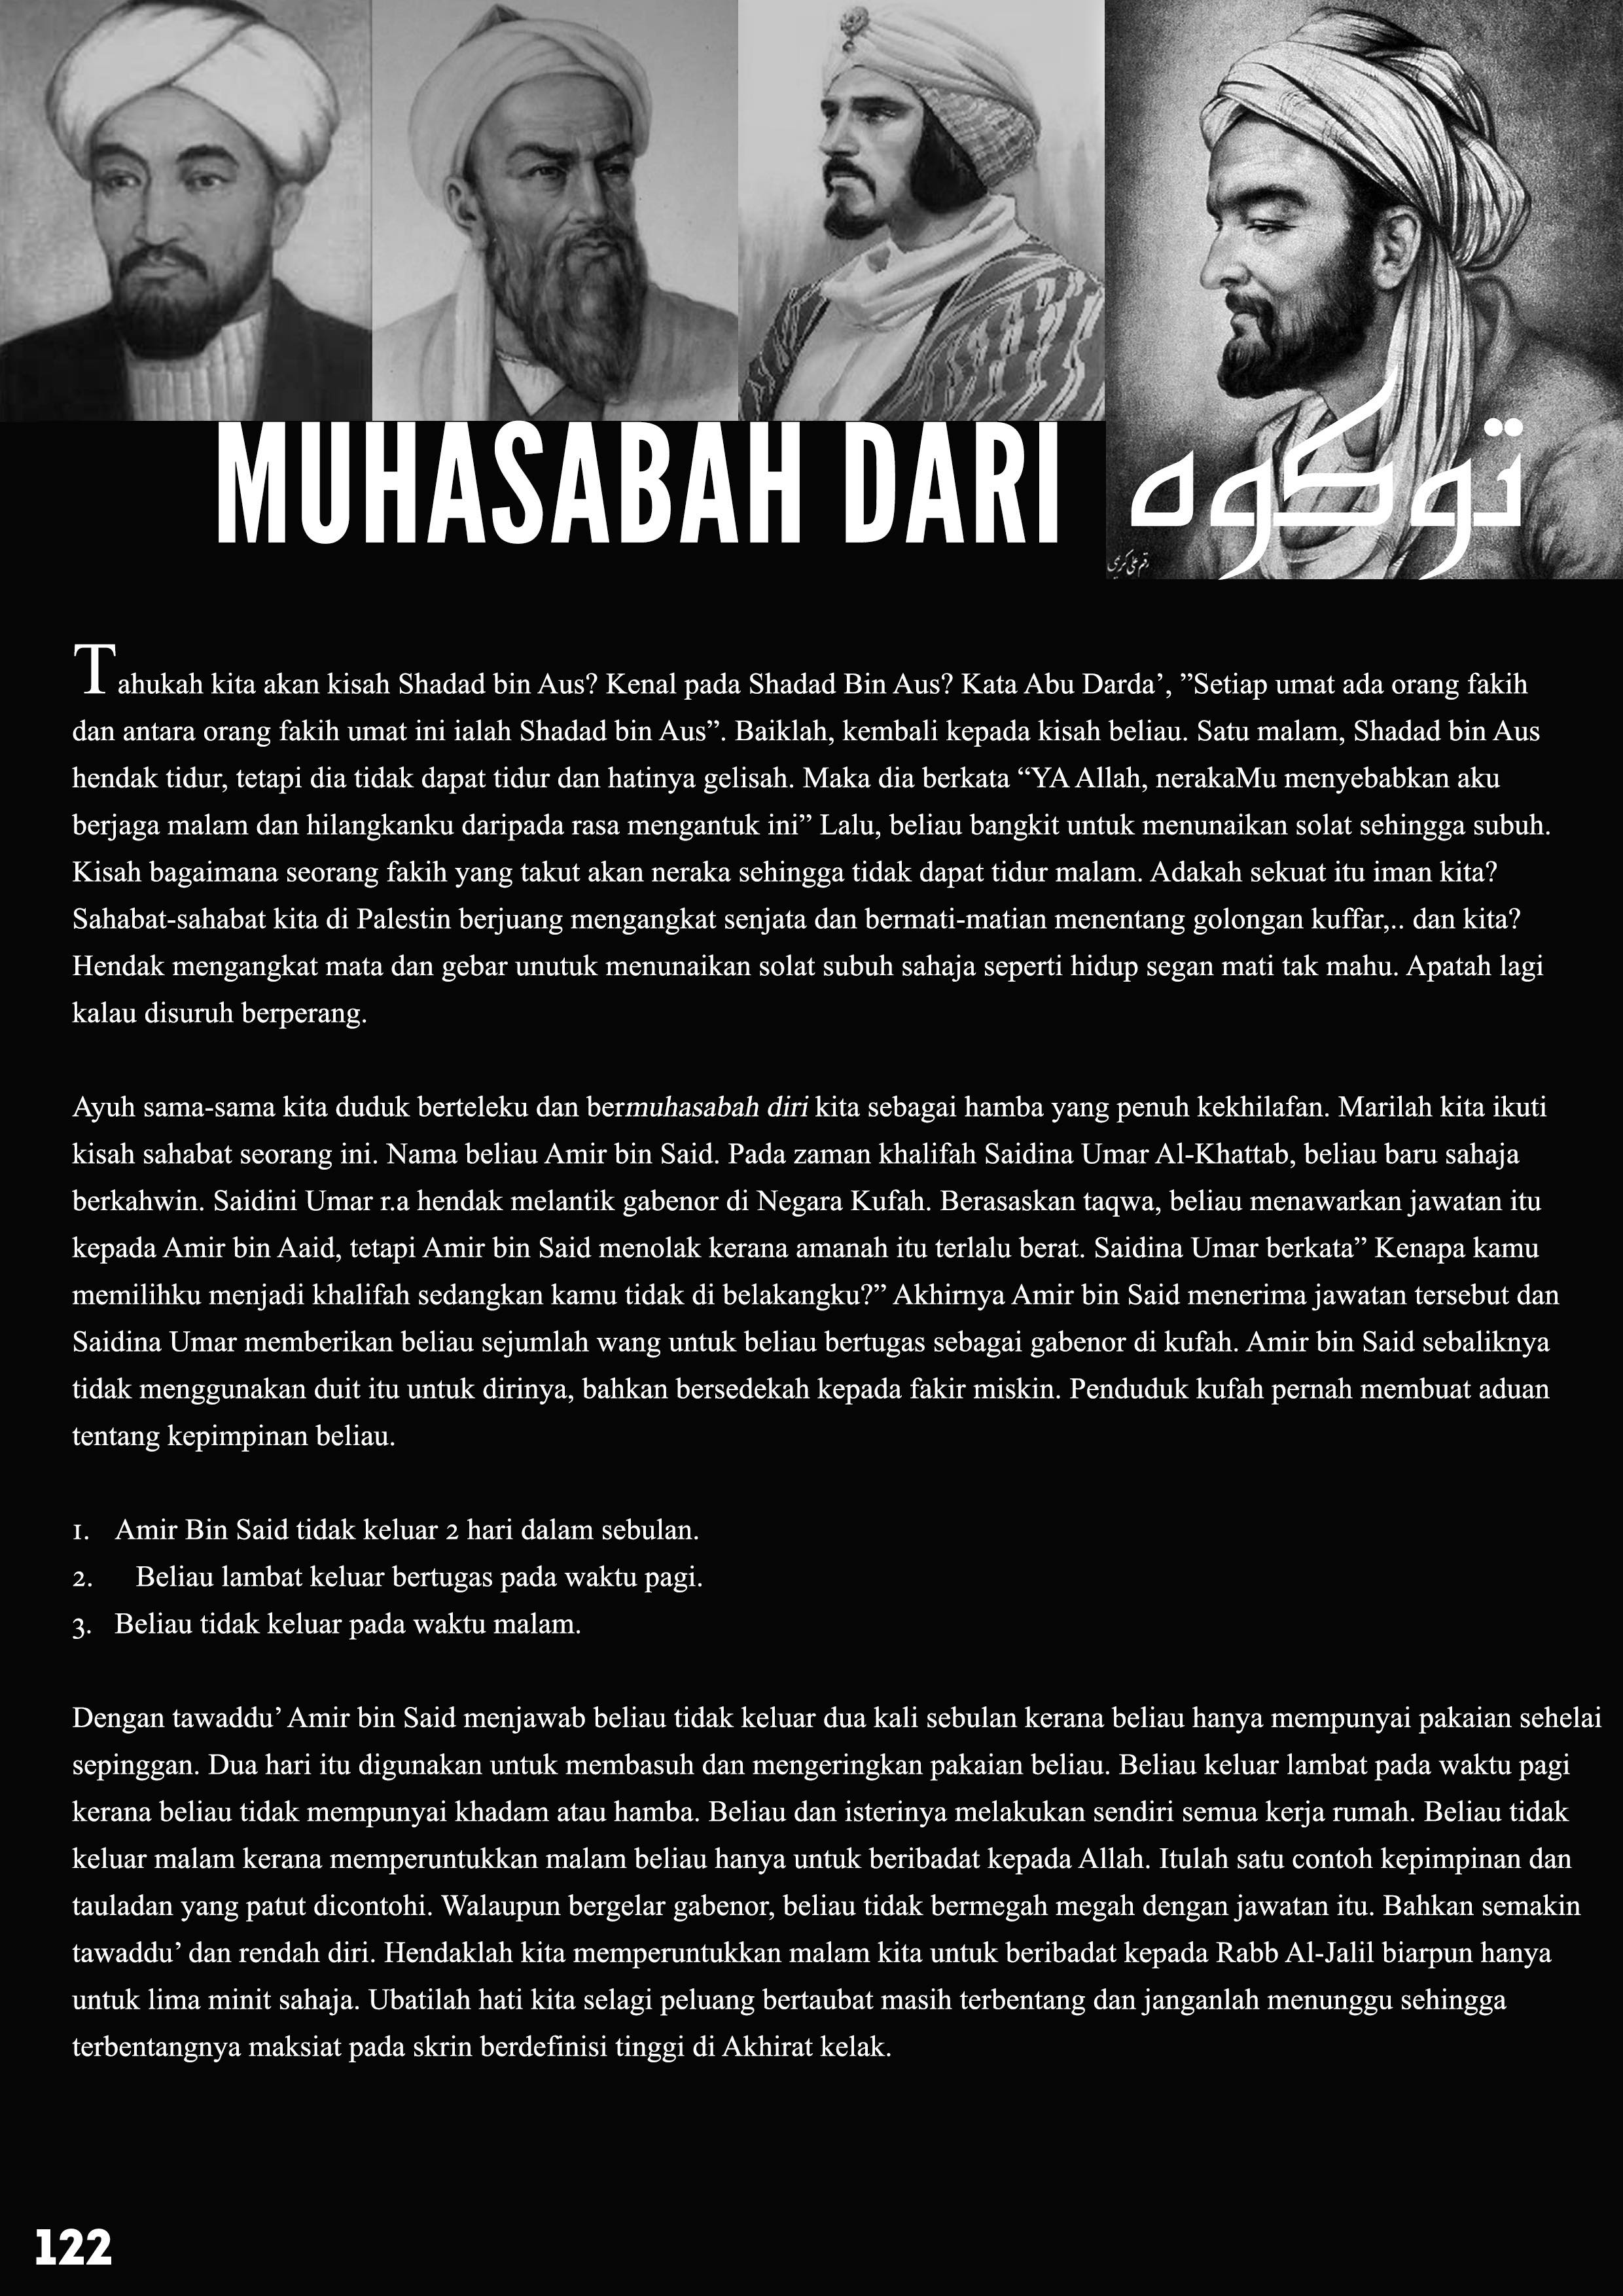 MUHASABAH DARI توكوه
رقم علی کریمی
Tahukah kita akan kisah Shadad bin Aus? Kenal pada Shadad Bin Aus? Kata Abu Darda’, ”Setiap umat ada orang fakih
dan antara orang fakih umat ini ialah Shadad bin Aus”. Baiklah, kembali kepada kisah beliau. Satu malam, Shadad bin Aus
hendak tidur, tetapi dia tidak dapat tidur dan hatinya gelisah. Maka dia berkata “YA Allah, nerakaMu menyebabkan aku
berjaga malam dan hilangkanku daripada rasa mengantuk ini” Lalu, beliau bangkit untuk menunaikan solat sehingga subuh.
Kisah bagaimana seorang fakih yang takut akan neraka sehingga tidak dapat tidur malam. Adakah sekuat itu iman kita?
Sahabat-sahabat kita di Palestin berjuang mengangkat senjata dan bermati-matian menentang golongan kuffar,.. dan kita?
Hendak mengangkat mata dan gebar unutuk menunaikan solat subuh sahaja seperti hidup segan mati tak mahu. Apatah lagi
kalau disuruh berperang.
Ayuh sama-sama kita duduk berteleku dan bermuhasabah diri kita sebagai hamba yang penuh kekhilafan. Marilah kita ikuti
kisah sahabat seorang ini. Nama beliau Amir bin Said. Pada zaman khalifah Saidina Umar Al-Khattab, beliau baru sahaja
berkahwin. Saidini Umar r.a hendak melantik gabenor di Negara Kufah. Berasaskan taqwa, beliau menawarkan jawatan itu
kepada Amir bin Aaid, tetapi Amir bin Said menolak kerana amanah itu terlalu berat. Saidina Umar berkata” Kenapa kamu
memilihku menjadi khalifah sedangkan kamu tidak di belakangku?” Akhirnya Amir bin Said menerima jawatan tersebut dan
Saidina Umar memberikan beliau sejumlah wang untuk beliau bertugas sebagai gabenor di kufah. Amir bin Said sebaliknya
tidak menggunakan duit itu untuk dirinya, bahkan bersedekah kepada fakir miskin. Penduduk kufah pernah membuat aduan
tentang kepimpinan beliau.
1. Amir Bin Said tidak keluar 2 hari dalam sebulan.
2. Beliau lambat keluar bertugas pada waktu pagi.
3. Beliau tidak keluar pada waktu malam.
Dengan tawaddu’ Amir bin Said menjawab beliau tidak keluar dua kali sebulan kerana beliau hanya mempunyai pakaian sehelai
sepinggan. Dua hari itu digunakan untuk membasuh dan mengeringkan pakaian beliau. Beliau keluar lambat pada waktu pagi
kerana beliau tidak mempunyai khadam atau hamba. Beliau dan isterinya melakukan sendiri semua kerja rumah. Beliau tidak
keluar malam kerana memperuntukkan malam beliau hanya untuk beribadat kepada Allah. Itulah satu contoh kepimpinan dan
tauladan yang patut dicontohi. Walaupun bergelar gabenor, beliau tidak bermegah megah dengan jawatan itu. Bahkan semakin
tawaddu’ dan rendah diri. Hendaklah kita memperuntukkan malam kita untuk beribadat kepada Rabb Al-Jalil biarpun hanya
untuk lima minit sahaja. Ubatilah hati kita selagi peluang bertaubat masih terbentang dan janganlah menunggu sehingga
terbentangnya maksiat pada skrin berdefinisi tinggi di Akhirat kelak.
122